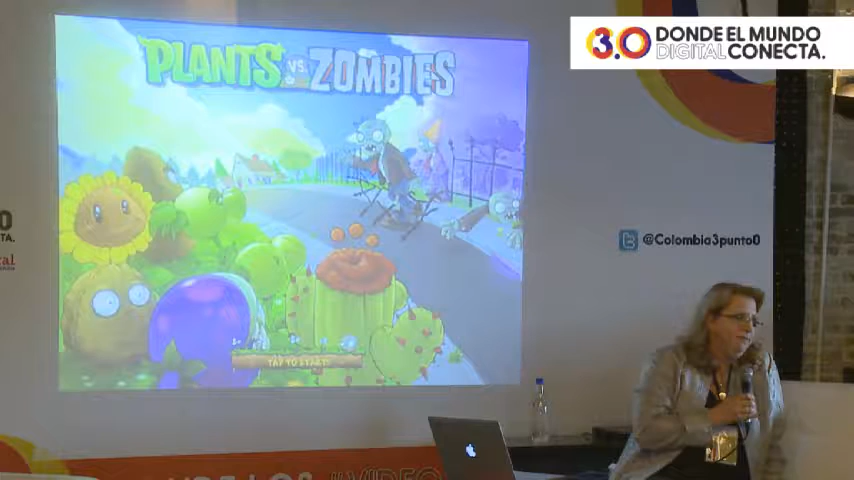 PLANTS VS. ZOMBIES
TAP TO START!
3.0 DONDE EL MUNDO
DIGITAL CONECTA.
@Colombia3punto0